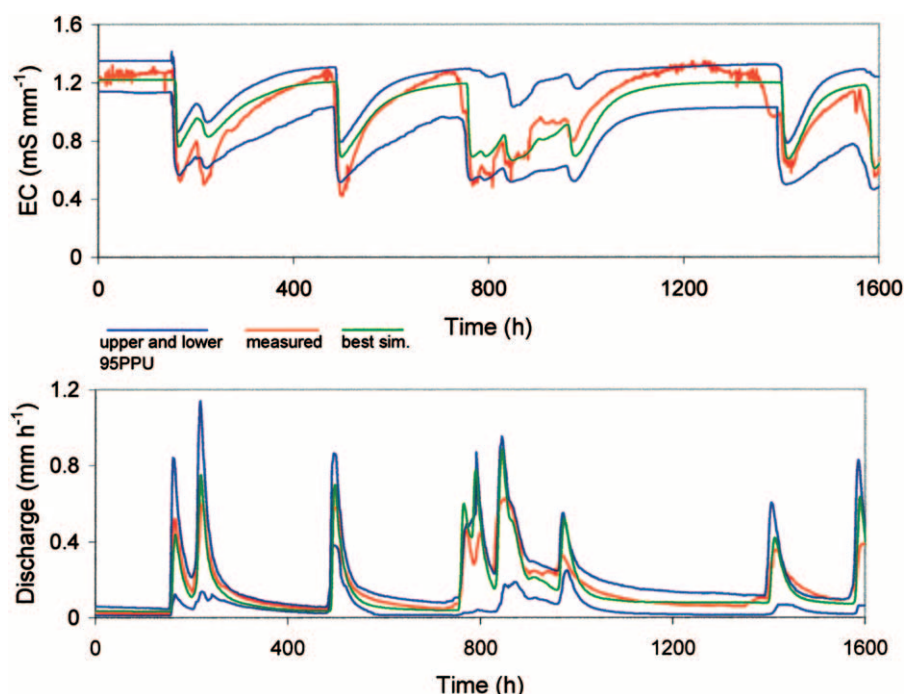 1.6
1.2
0.8
0.4
0
EC (mS mm⁻¹)
0 400 800 1200 1600
Time (h)
upper and lower measured best sim.
95PPU
1.2
0.8
0.4
0
Discharge (mm h⁻¹)
0 400 800 1200 1600
Time (h)